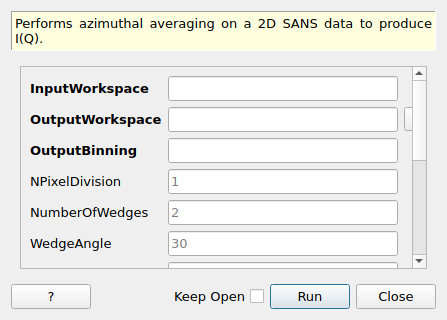 Performs azimuthal averaging on a 2D SANS data to produce
I(Q).
InputWorkspace
OutputWorkspace
OutputBinning
NPixelDivision 1
NumberOfWedges 2
WedgeAngle 30
? Keep Open Run Close